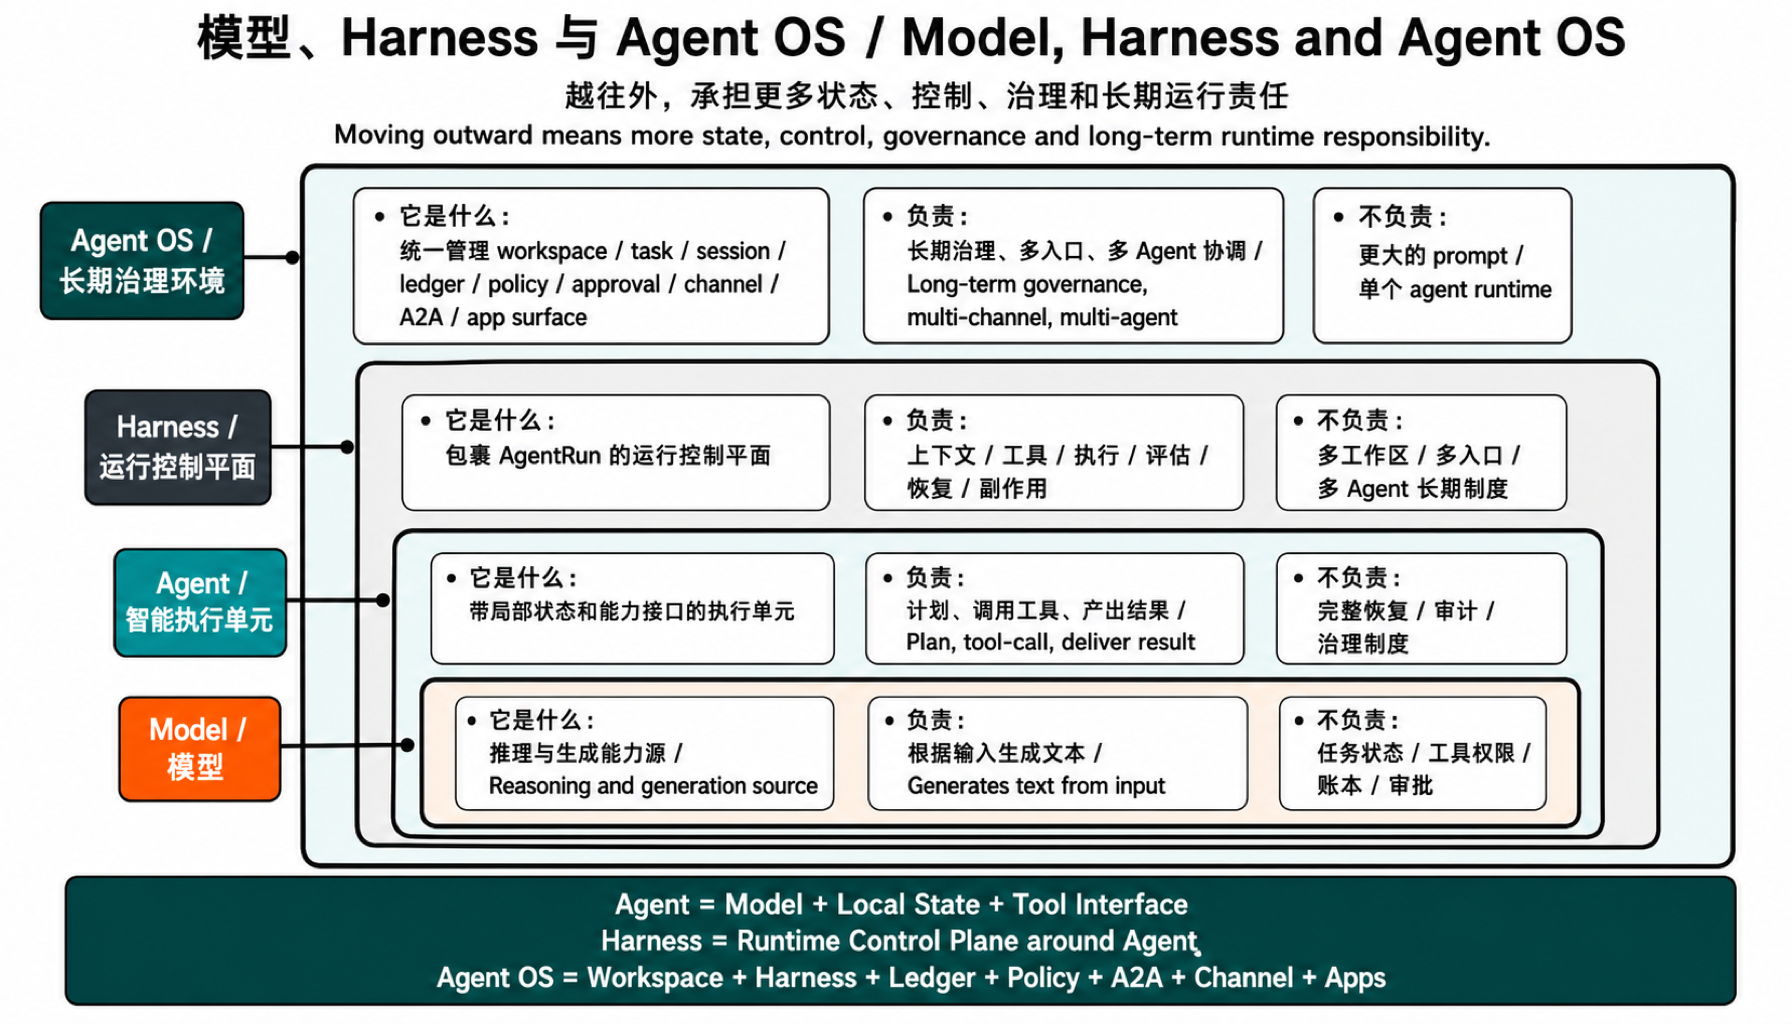 模型、Harness 与 Agent OS / Model, Harness and Agent OS
越往外，承担更多状态、控制、治理和长期运行责任
Moving outward means more state, control, governance and long-term runtime responsibility.
Agent OS /
长期治理环境
• 它是什么：
统一管理 workspace / task / session /
ledger / policy / approval / channel /
A2A / app surface
• 负责：
长期治理、多入口、多 Agent 协调 /
Long-term governance,
multi-channel, multi-agent
• 不负责：
更大的 prompt /
单个 agent runtime
Harness /
运行控制平面
• 它是什么：
包裹 AgentRun 的运行控制平面
• 负责：
上下文 / 工具 / 执行 / 评估 /
恢复 / 副作用
• 不负责：
多工作区 / 多入口 /
多 Agent 长期制度
Agent /
智能执行单元
• 它是什么：
带局部状态和能力接口的执行单元
• 负责：
计划、调用工具、产出结果 /
Plan, tool-call, deliver result
• 不负责：
完整恢复 / 审计 /
治理制度
Model /
模型
• 它是什么：
推理与生成能力源 /
Reasoning and generation source
• 负责：
根据输入生成文本 /
Generates text from input
• 不负责：
任务状态 / 工具权限 /
账本 / 审批
Agent = Model + Local State + Tool Interface
Harness = Runtime Control Plane around Agent
Agent OS = Workspace + Harness + Ledger + Policy + A2A + Channel + Apps